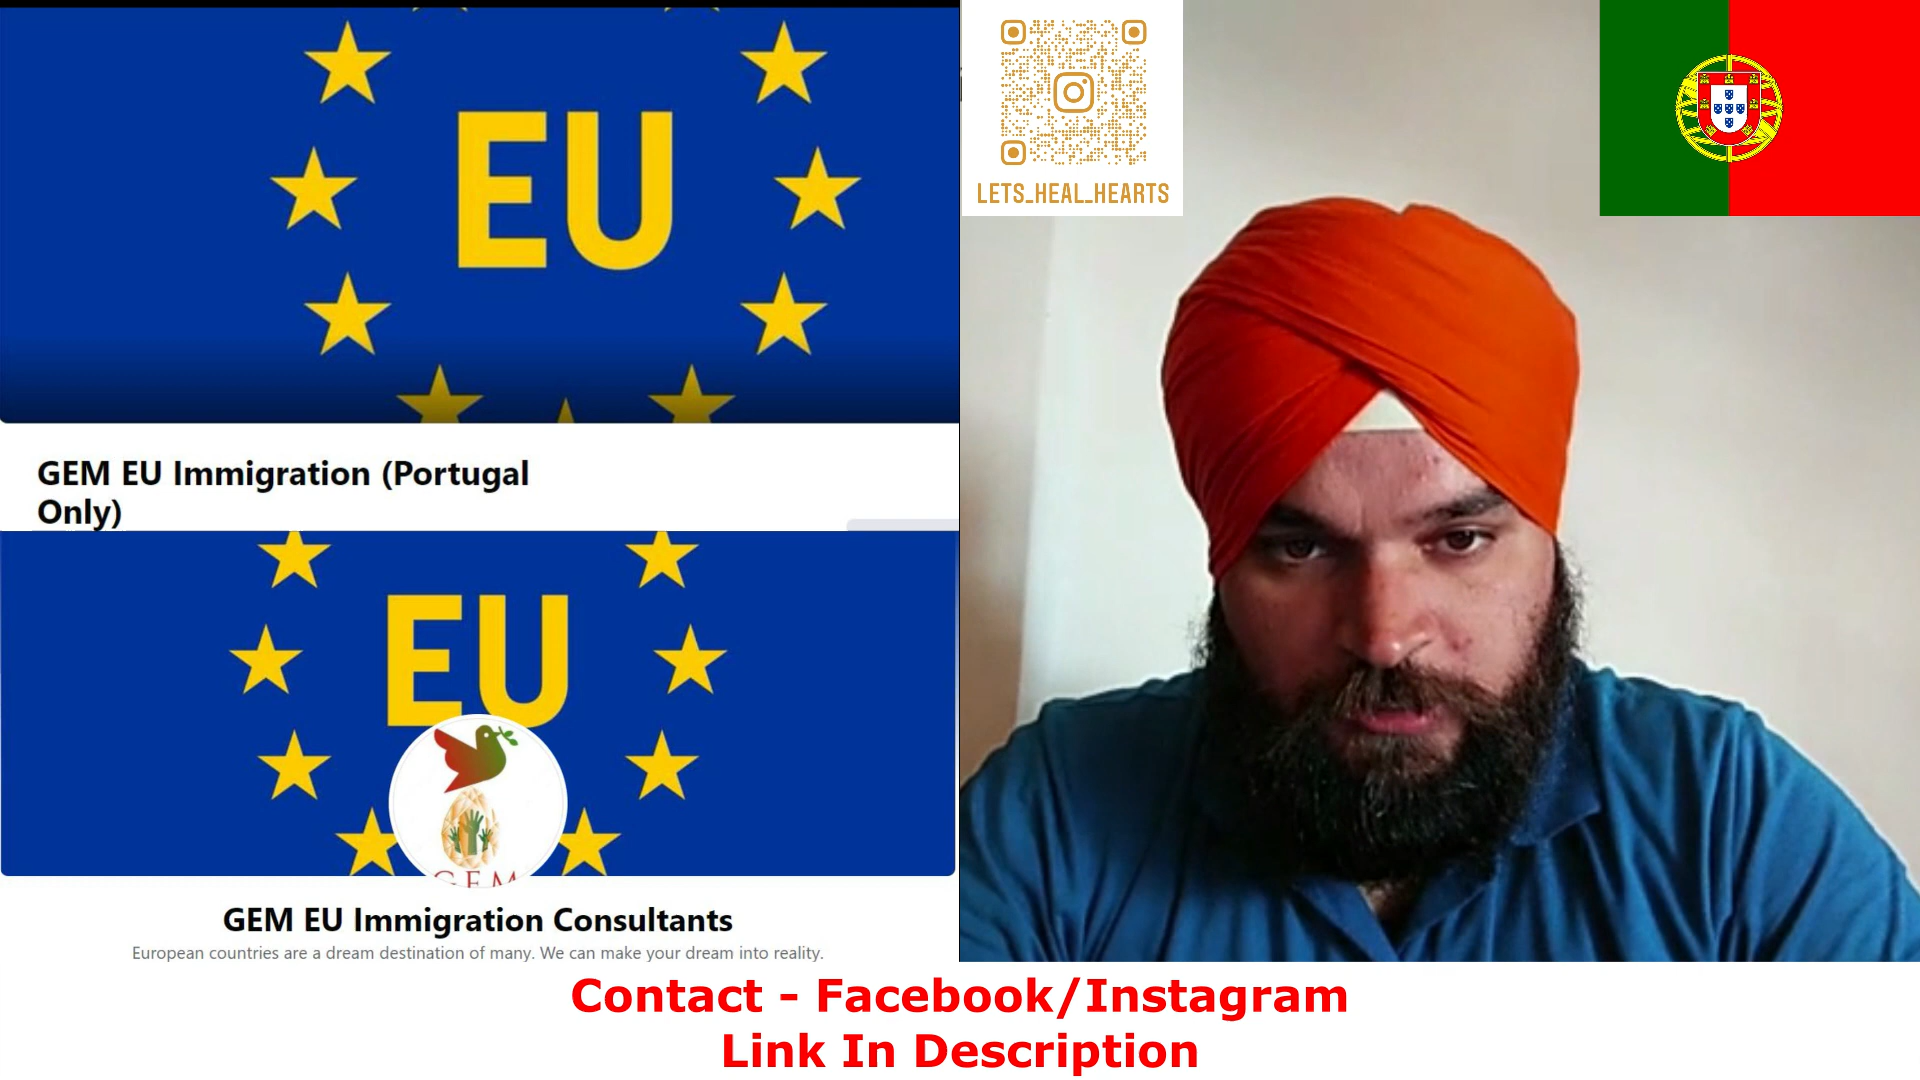 EU
LETS_HEAL_HEARTS
GEM EU Immigration (Portugal
Only)
EU
GEM
GEM EU Immigration Consultants
European countries are a dream destination of many. We can make your dream into reality.
Contact - Facebook/Instagram
Link In Description